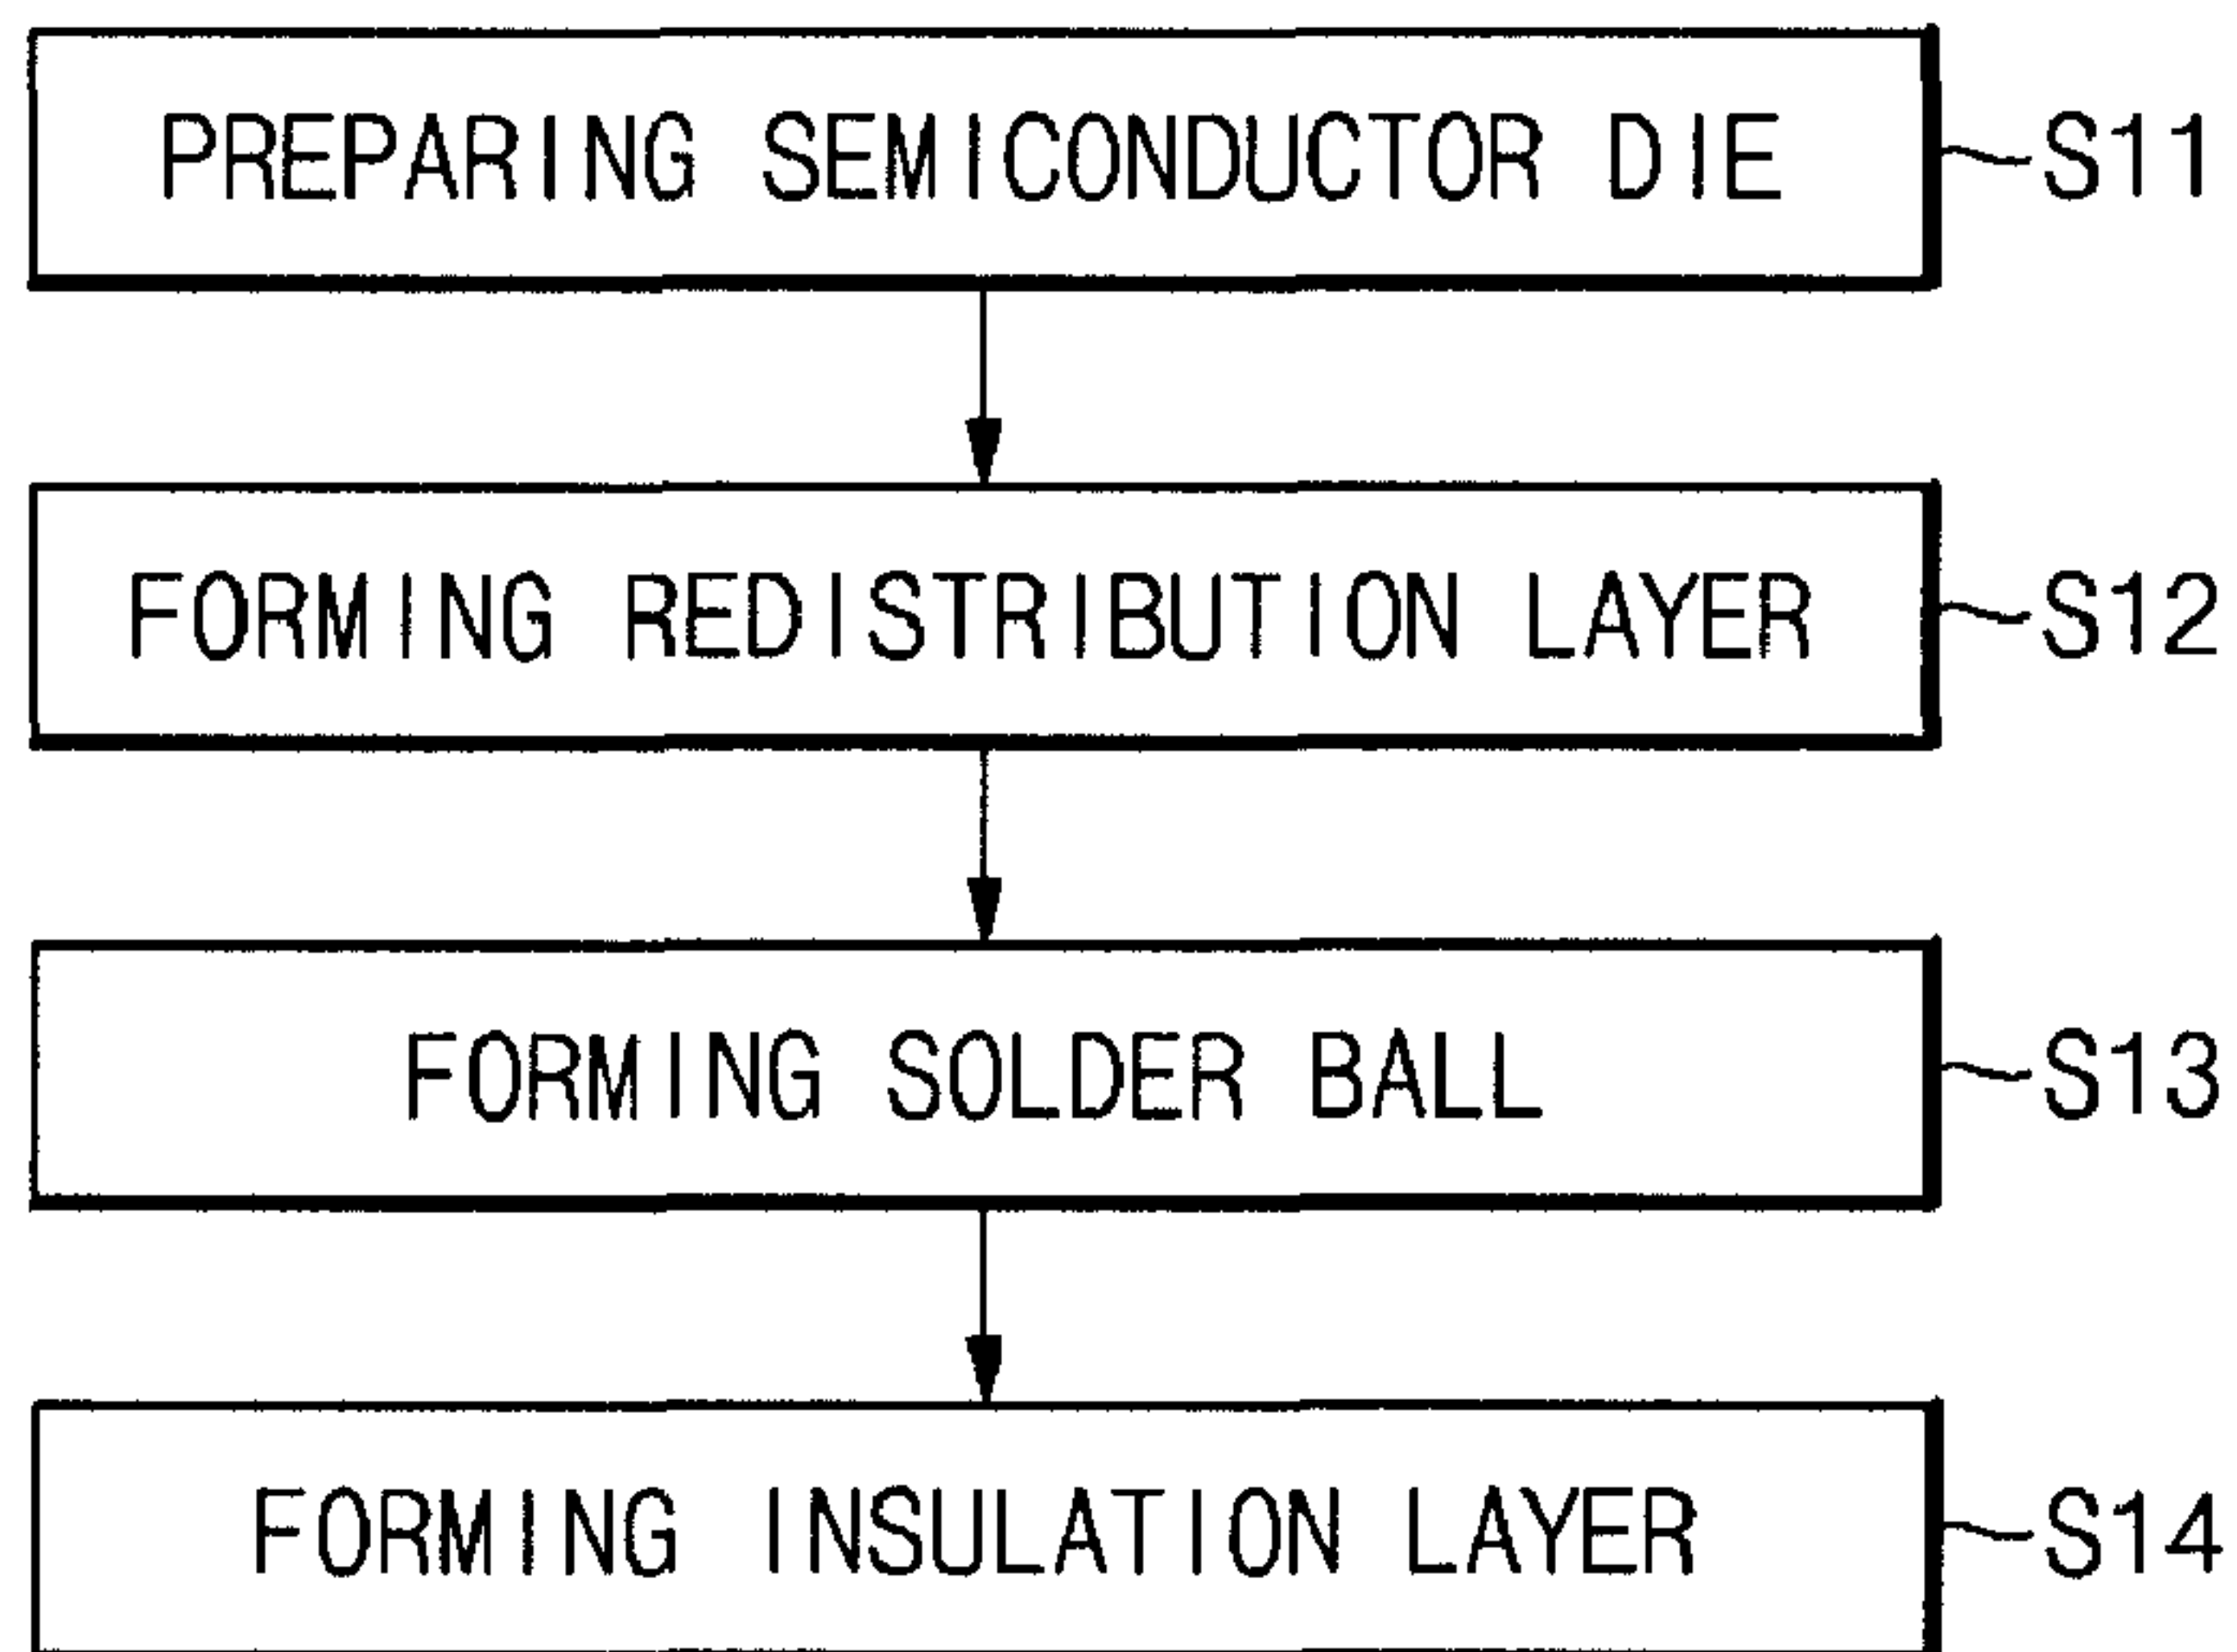 PREPARING SEMICONDUCTOR DIE S11
FORMING REDISTRIBUTION LAYER S12
FORMING SOLDER BALL S13
FORMING INSULATION LAYER S14